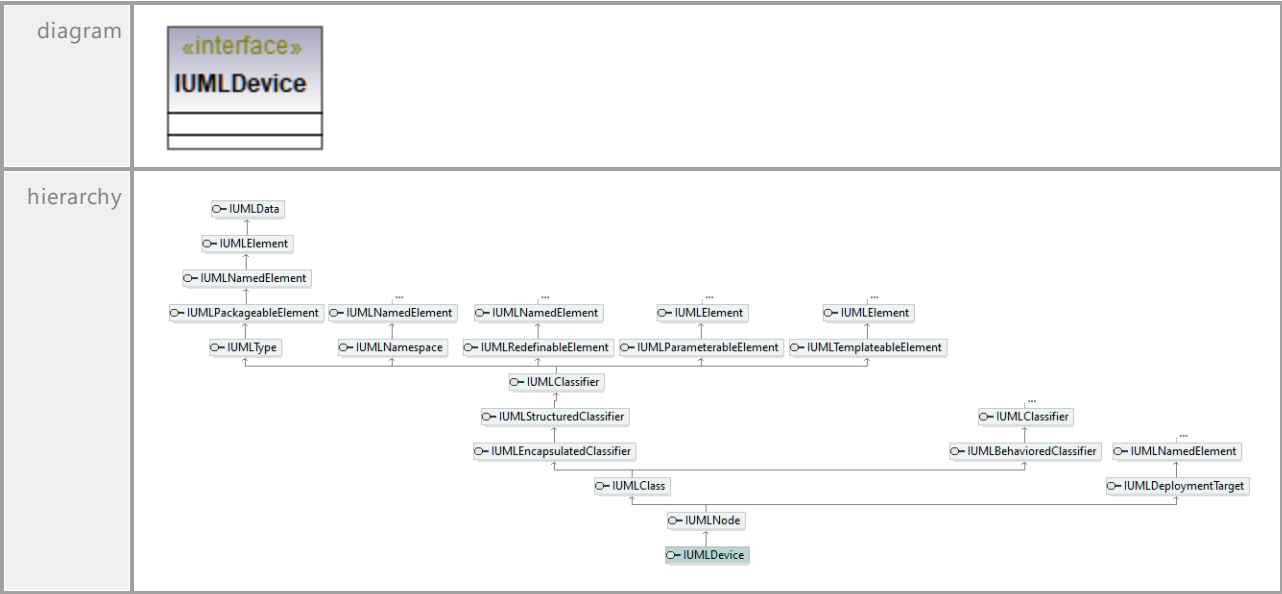 diagram
«interface»
IUMLDevice
hierarchy
IUMLData
IUMLElement
IUMLNamedElement
... ... ... ...
IUMLPackageableElement IUMLNamedElement IUMLNamedElement IUMLElement IUMLElement
IUMLType IUMLNamespace IUMLRedefinableElement IUMLParameterableElement IUMLTemplateableElement
IUMLClassifier
...
IUMLStructuredClassifier IUMLClassifier
...
IUMLEncapsulatedClassifier IUMLBehavioredClassifier IUMLNamedElement
IUMLClass IUMLDeploymentTarget
IUMLNode
IUMLDevice